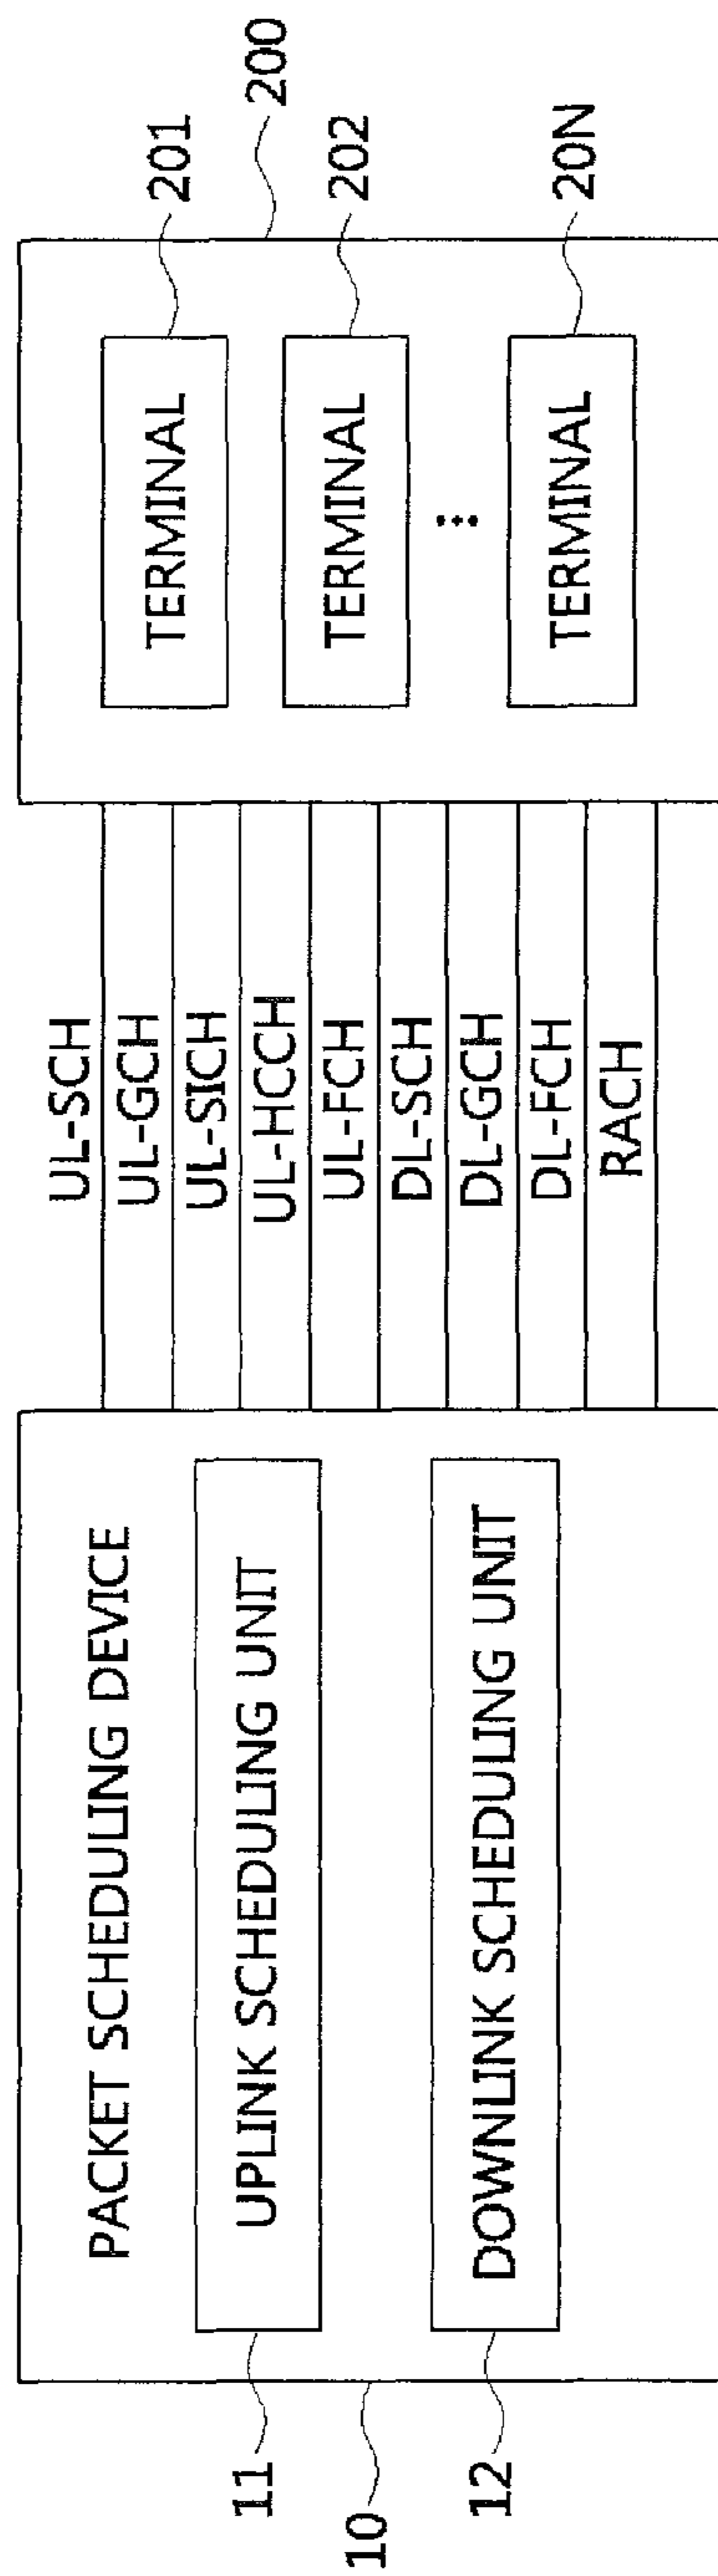 PACKET SCHEDULING DEVICE
UPLINK SCHEDULING UNIT
DOWNLINK SCHEDULING UNIT
11
10
12
UL-SCH
UL-GCH
UL-SICH
UL-HCCH
UL-FCH
DL-SCH
DL-GCH
DL-FCH
RACH
TERMINAL
TERMINAL
...
TERMINAL
201
200
202
20N